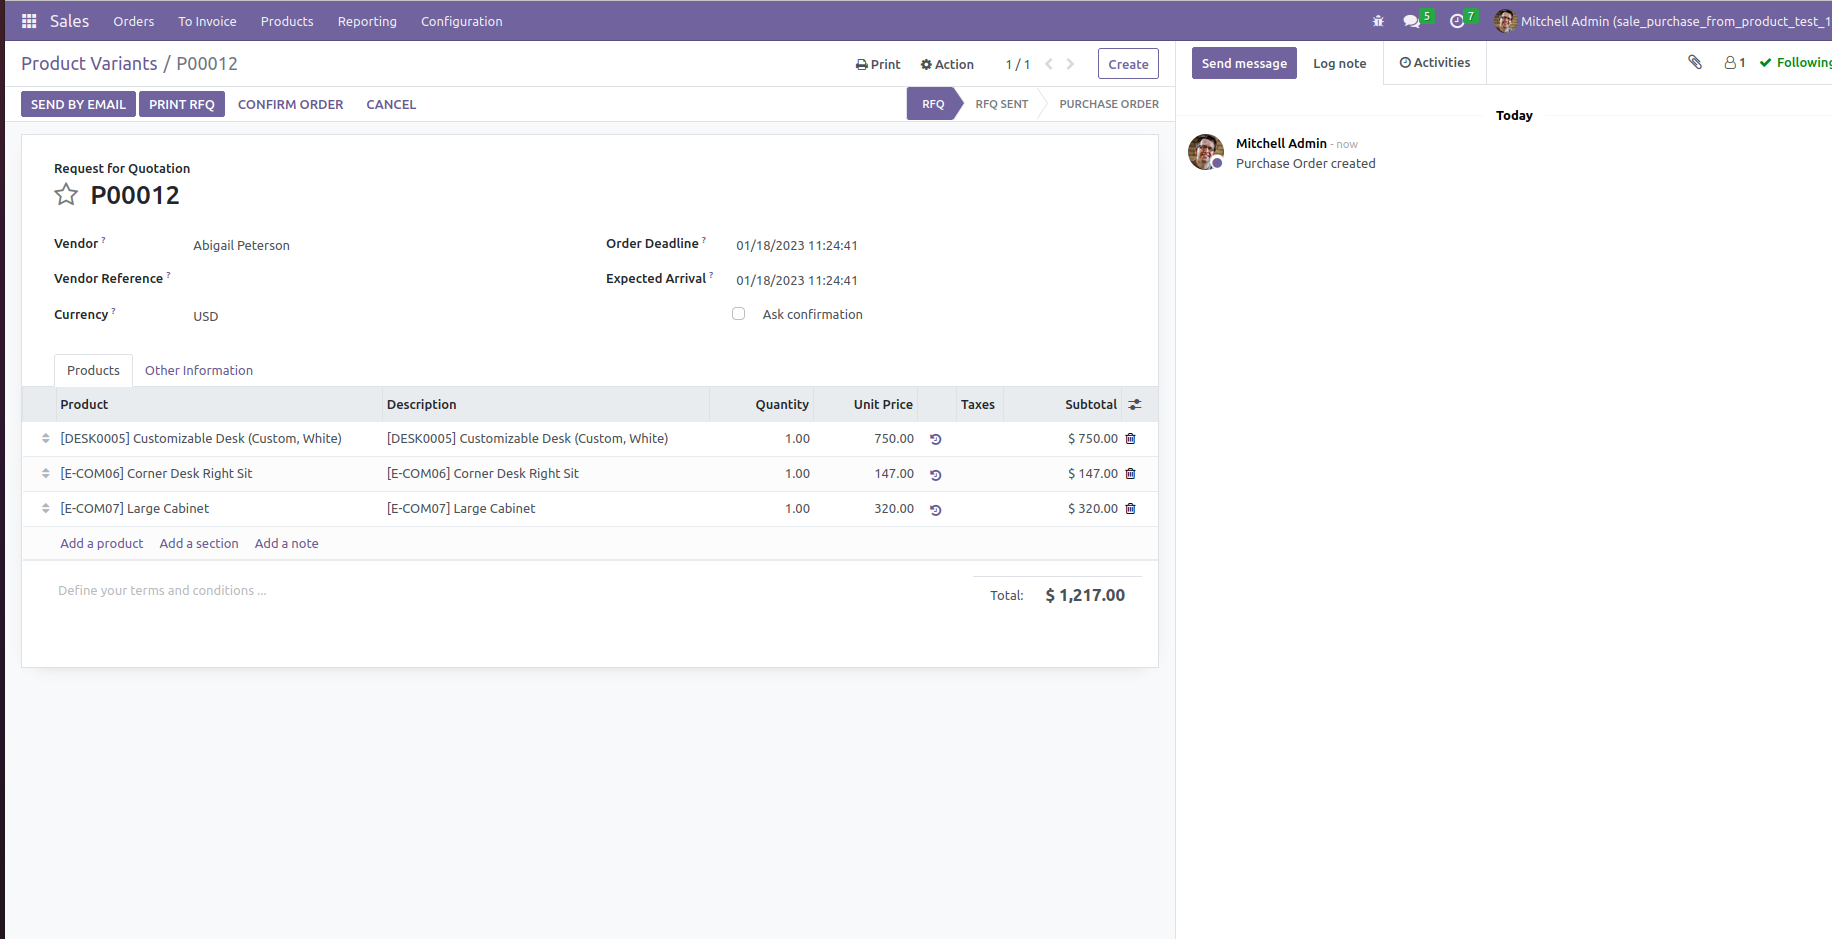 Sales Orders To Invoice Products Reporting Configuration 5 7 Mitchell Admin (sale_purchase_from_product_test_1
Product Variants / P00012 Print Action 1 / 1 Create Send message Log note Activities 1 Following
SEND BY EMAIL PRINT RFQ CONFIRM ORDER CANCEL RFQ RFQ SENT PURCHASE ORDER
Today
Mitchell Admin - now
Purchase Order created
Request for Quotation
P00012
Vendor ? Abigail Peterson Order Deadline ? 01/18/2023 11:24:41
Vendor Reference ? Expected Arrival ? 01/18/2023 11:24:41
Currency ? USD Ask confirmation
Products Other Information
Product Description Quantity Unit Price Taxes Subtotal
[DESK0005] Customizable Desk (Custom, White) [DESK0005] Customizable Desk (Custom, White) 1.00 750.00 $ 750.00
[E-COM06] Corner Desk Right Sit [E-COM06] Corner Desk Right Sit 1.00 147.00 $ 147.00
[E-COM07] Large Cabinet [E-COM07] Large Cabinet 1.00 320.00 $ 320.00
Add a product Add a section Add a note
Define your terms and conditions ... Total: $ 1,217.00